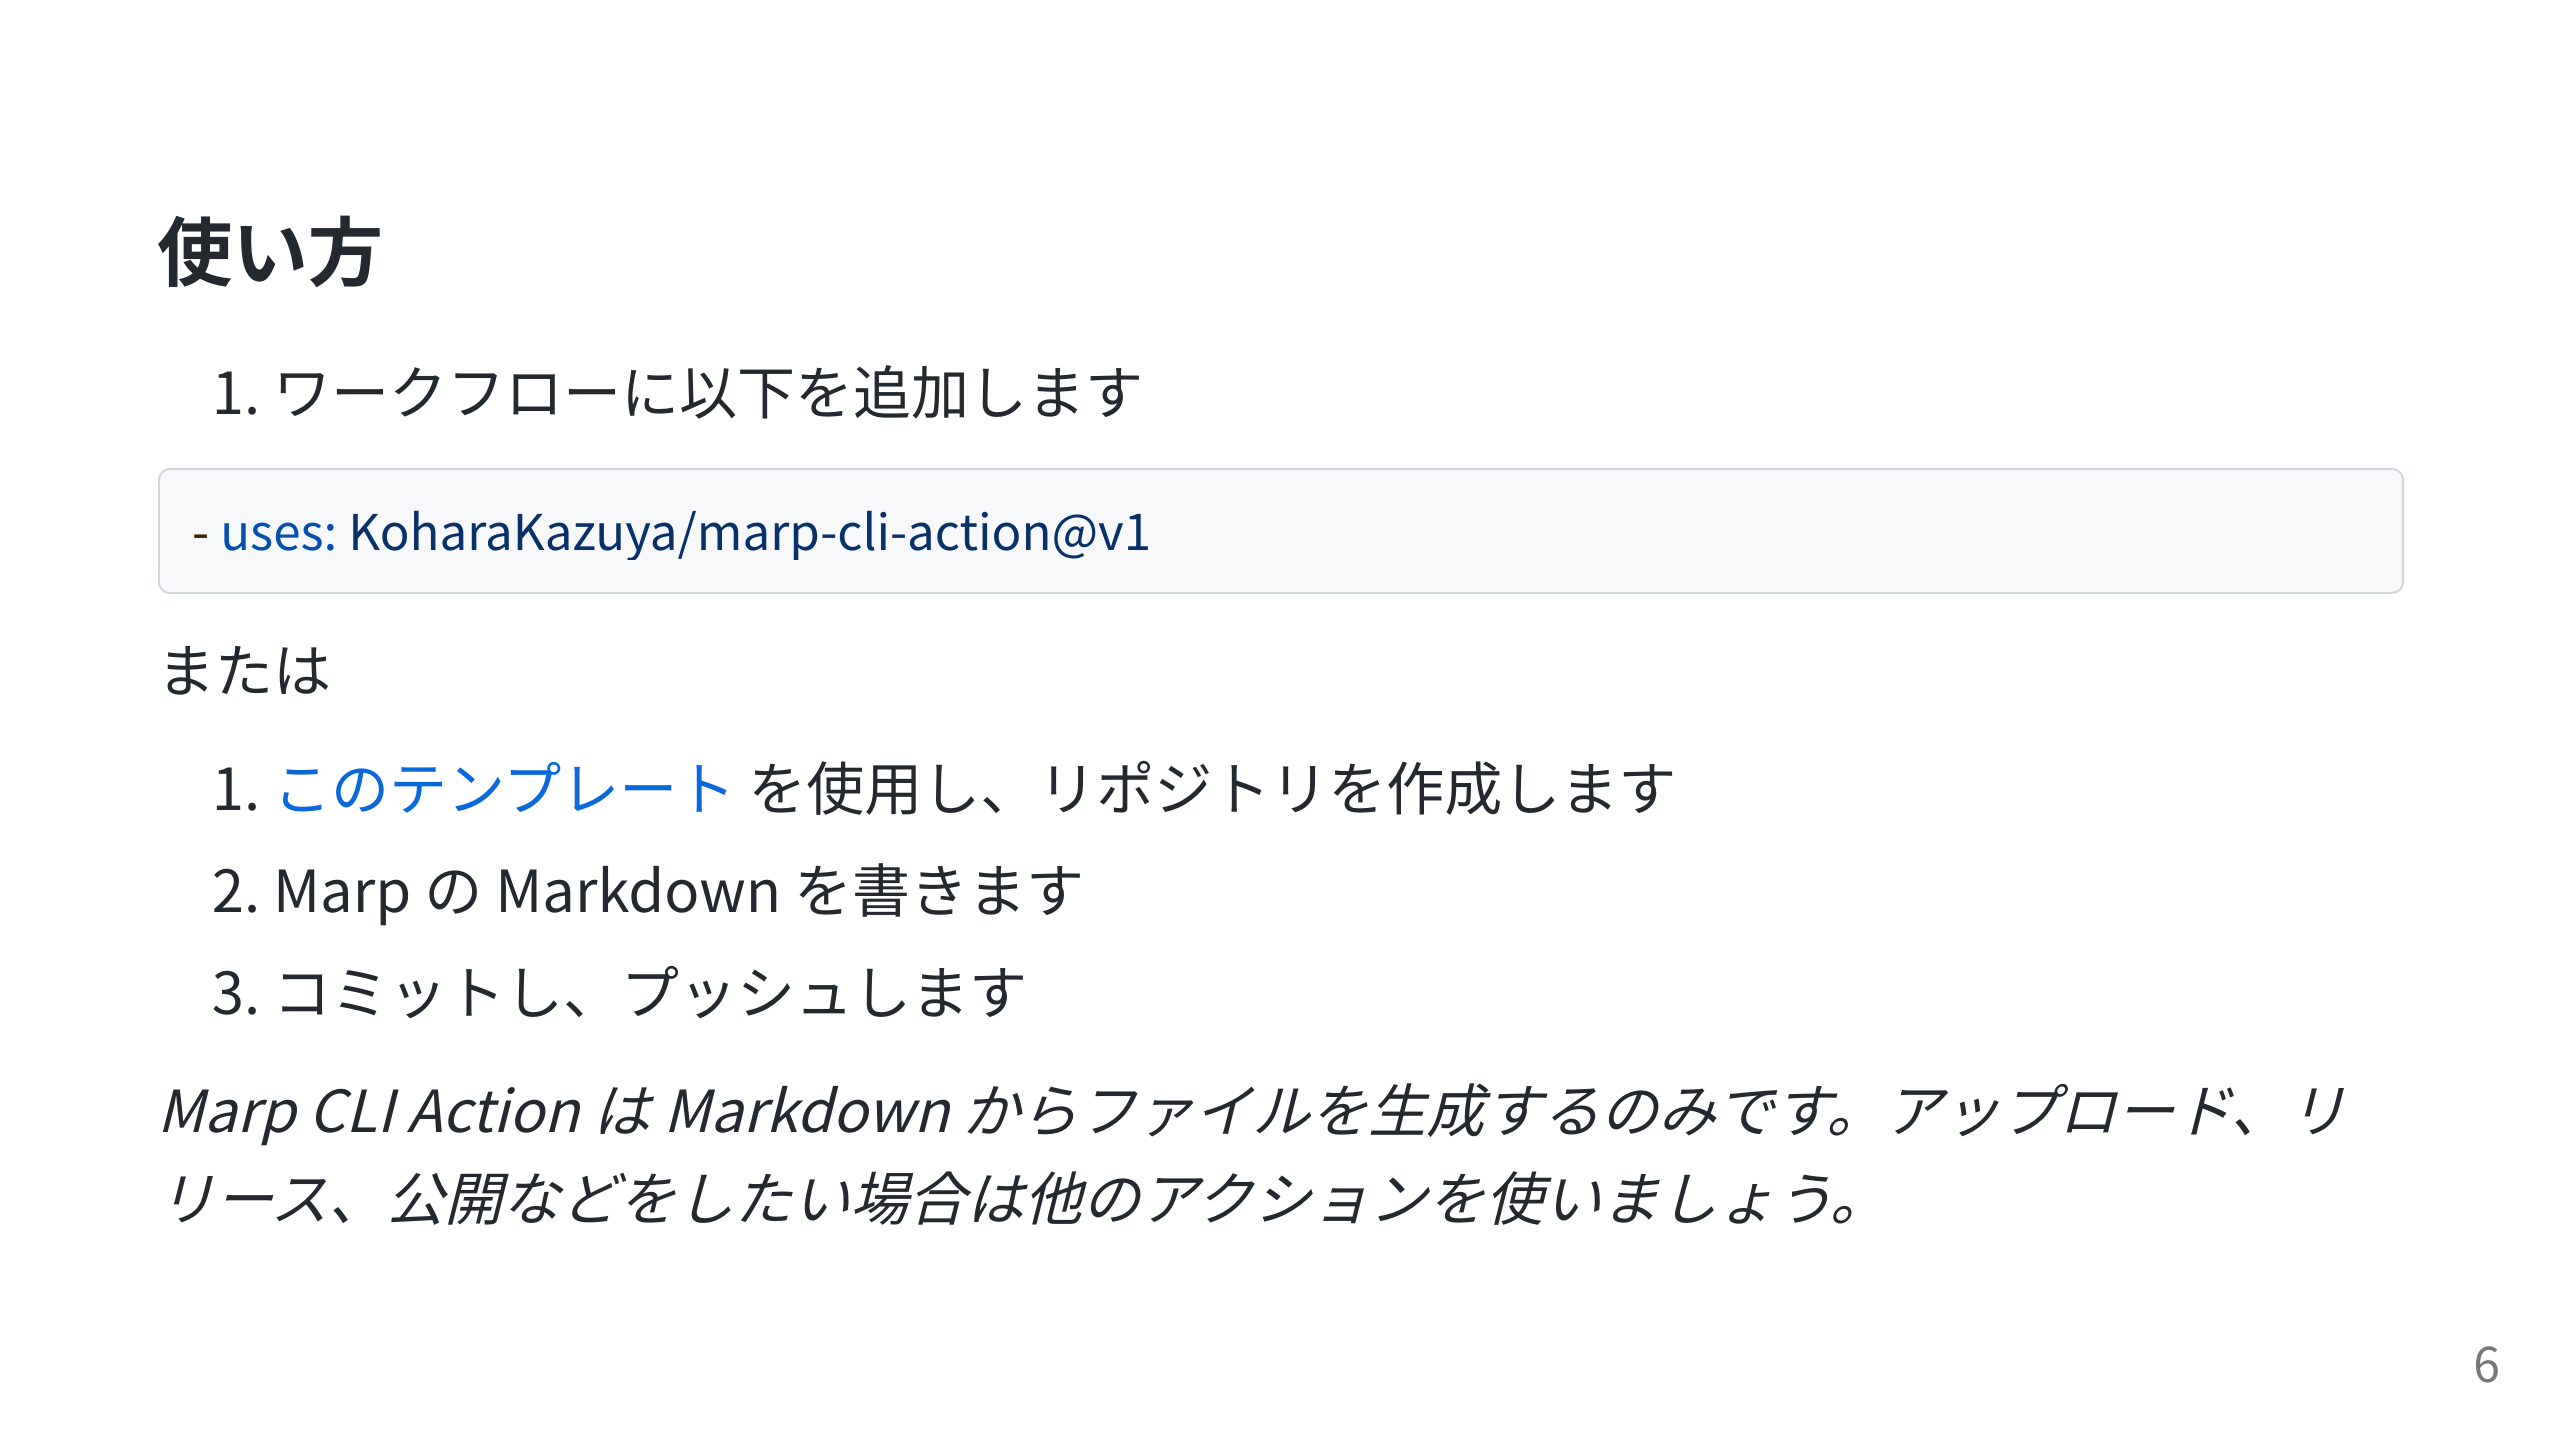 使い方
1. ワークフローに以下を追加します
- uses: KoharaKazuya/marp-cli-action@v1
または
1. このテンプレート を使用し、リポジトリを作成します
2. Marp の Markdown を書きます
3. コミットし、プッシュします
Marp CLI Action は Markdown からファイルを生成するのみです。アップロード、リ
リース、公開などをしたい場合は他のアクションを使いましょう。
6